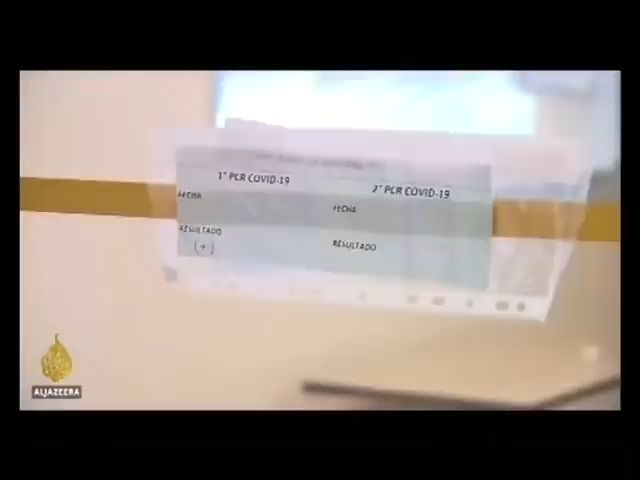 1° PCR COVID-19
2° PCR COVID-19
FECHA
FECHA
RESULTADO
(+)
RESULTADO
ALJAZEERA